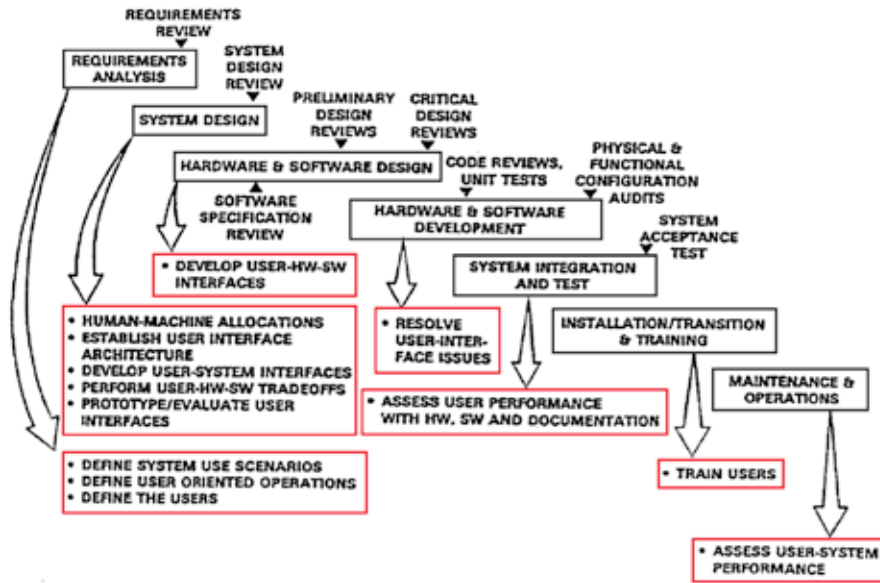 REQUIREMENTS
REVIEW
REQUIREMENTS
ANALYSIS
SYSTEM
DESIGN
REVIEW
SYSTEM DESIGN
PRELIMINARY
DESIGN
REVIEWS
CRITICAL
DESIGN
REVIEWS
HARDWARE & SOFTWARE DESIGN
SOFTWARE
SPECIFICATION
REVIEW
CODE REVIEWS,
UNIT TESTS
PHYSICAL &
FUNCTIONAL
CONFIGURATION
AUDITS
HARDWARE & SOFTWARE
DEVELOPMENT
SYSTEM
ACCEPTANCE
TEST
SYSTEM INTEGRATION
AND TEST
INSTALLATION/TRANSITION
& TRAINING
MAINTENANCE &
OPERATIONS
• DEVELOP USER-HW-SW
INTERFACES
• HUMAN-MACHINE ALLOCATIONS
• ESTABLISH USER INTERFACE
ARCHITECTURE
• DEVELOP USER-SYSTEM INTERFACES
• PERFORM USER-HW-SW TRADEOFFS
• PROTOTYPE/EVALUATE USER
INTERFACES
• RESOLVE
USER-INTER-
FACE ISSUES
• ASSESS USER PERFORMANCE
WITH HW, SW AND DOCUMENTATION
• DEFINE SYSTEM USE SCENARIOS
• DEFINE USER ORIENTED OPERATIONS
• DEFINE THE USERS
• TRAIN USERS
• ASSESS USER-SYSTEM
PERFORMANCE